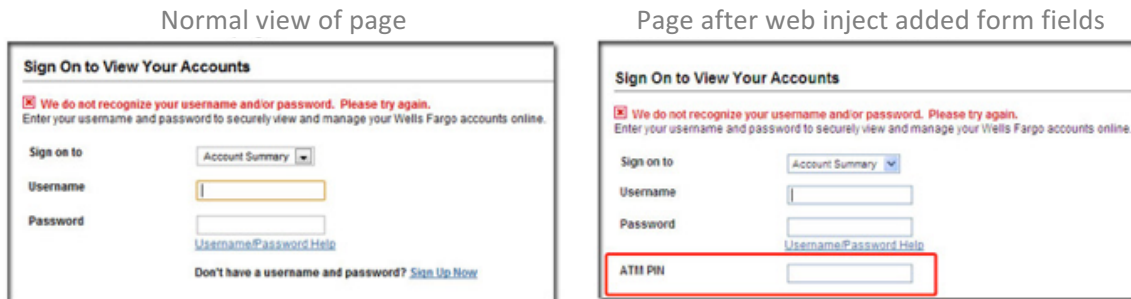 Normal view of page
Sign On to View Your Accounts
We do not recognize your username and/or password. Please try again.
Enter your username and password to securely view and manage your Wells Fargo accounts online.
Sign on to
Account Summary
Username
Password
Username/Password Help
Don't have a username and password? Sign Up Now
Page after web inject added form fields
Sign On to View Your Accounts
We do not recognize your username and/or password. Please try again.
Enter your username and password to securely view and manage your Wells Fargo accounts online.
Sign on to
Account Summary
Username
Password
Username/Password Help
ATM PIN